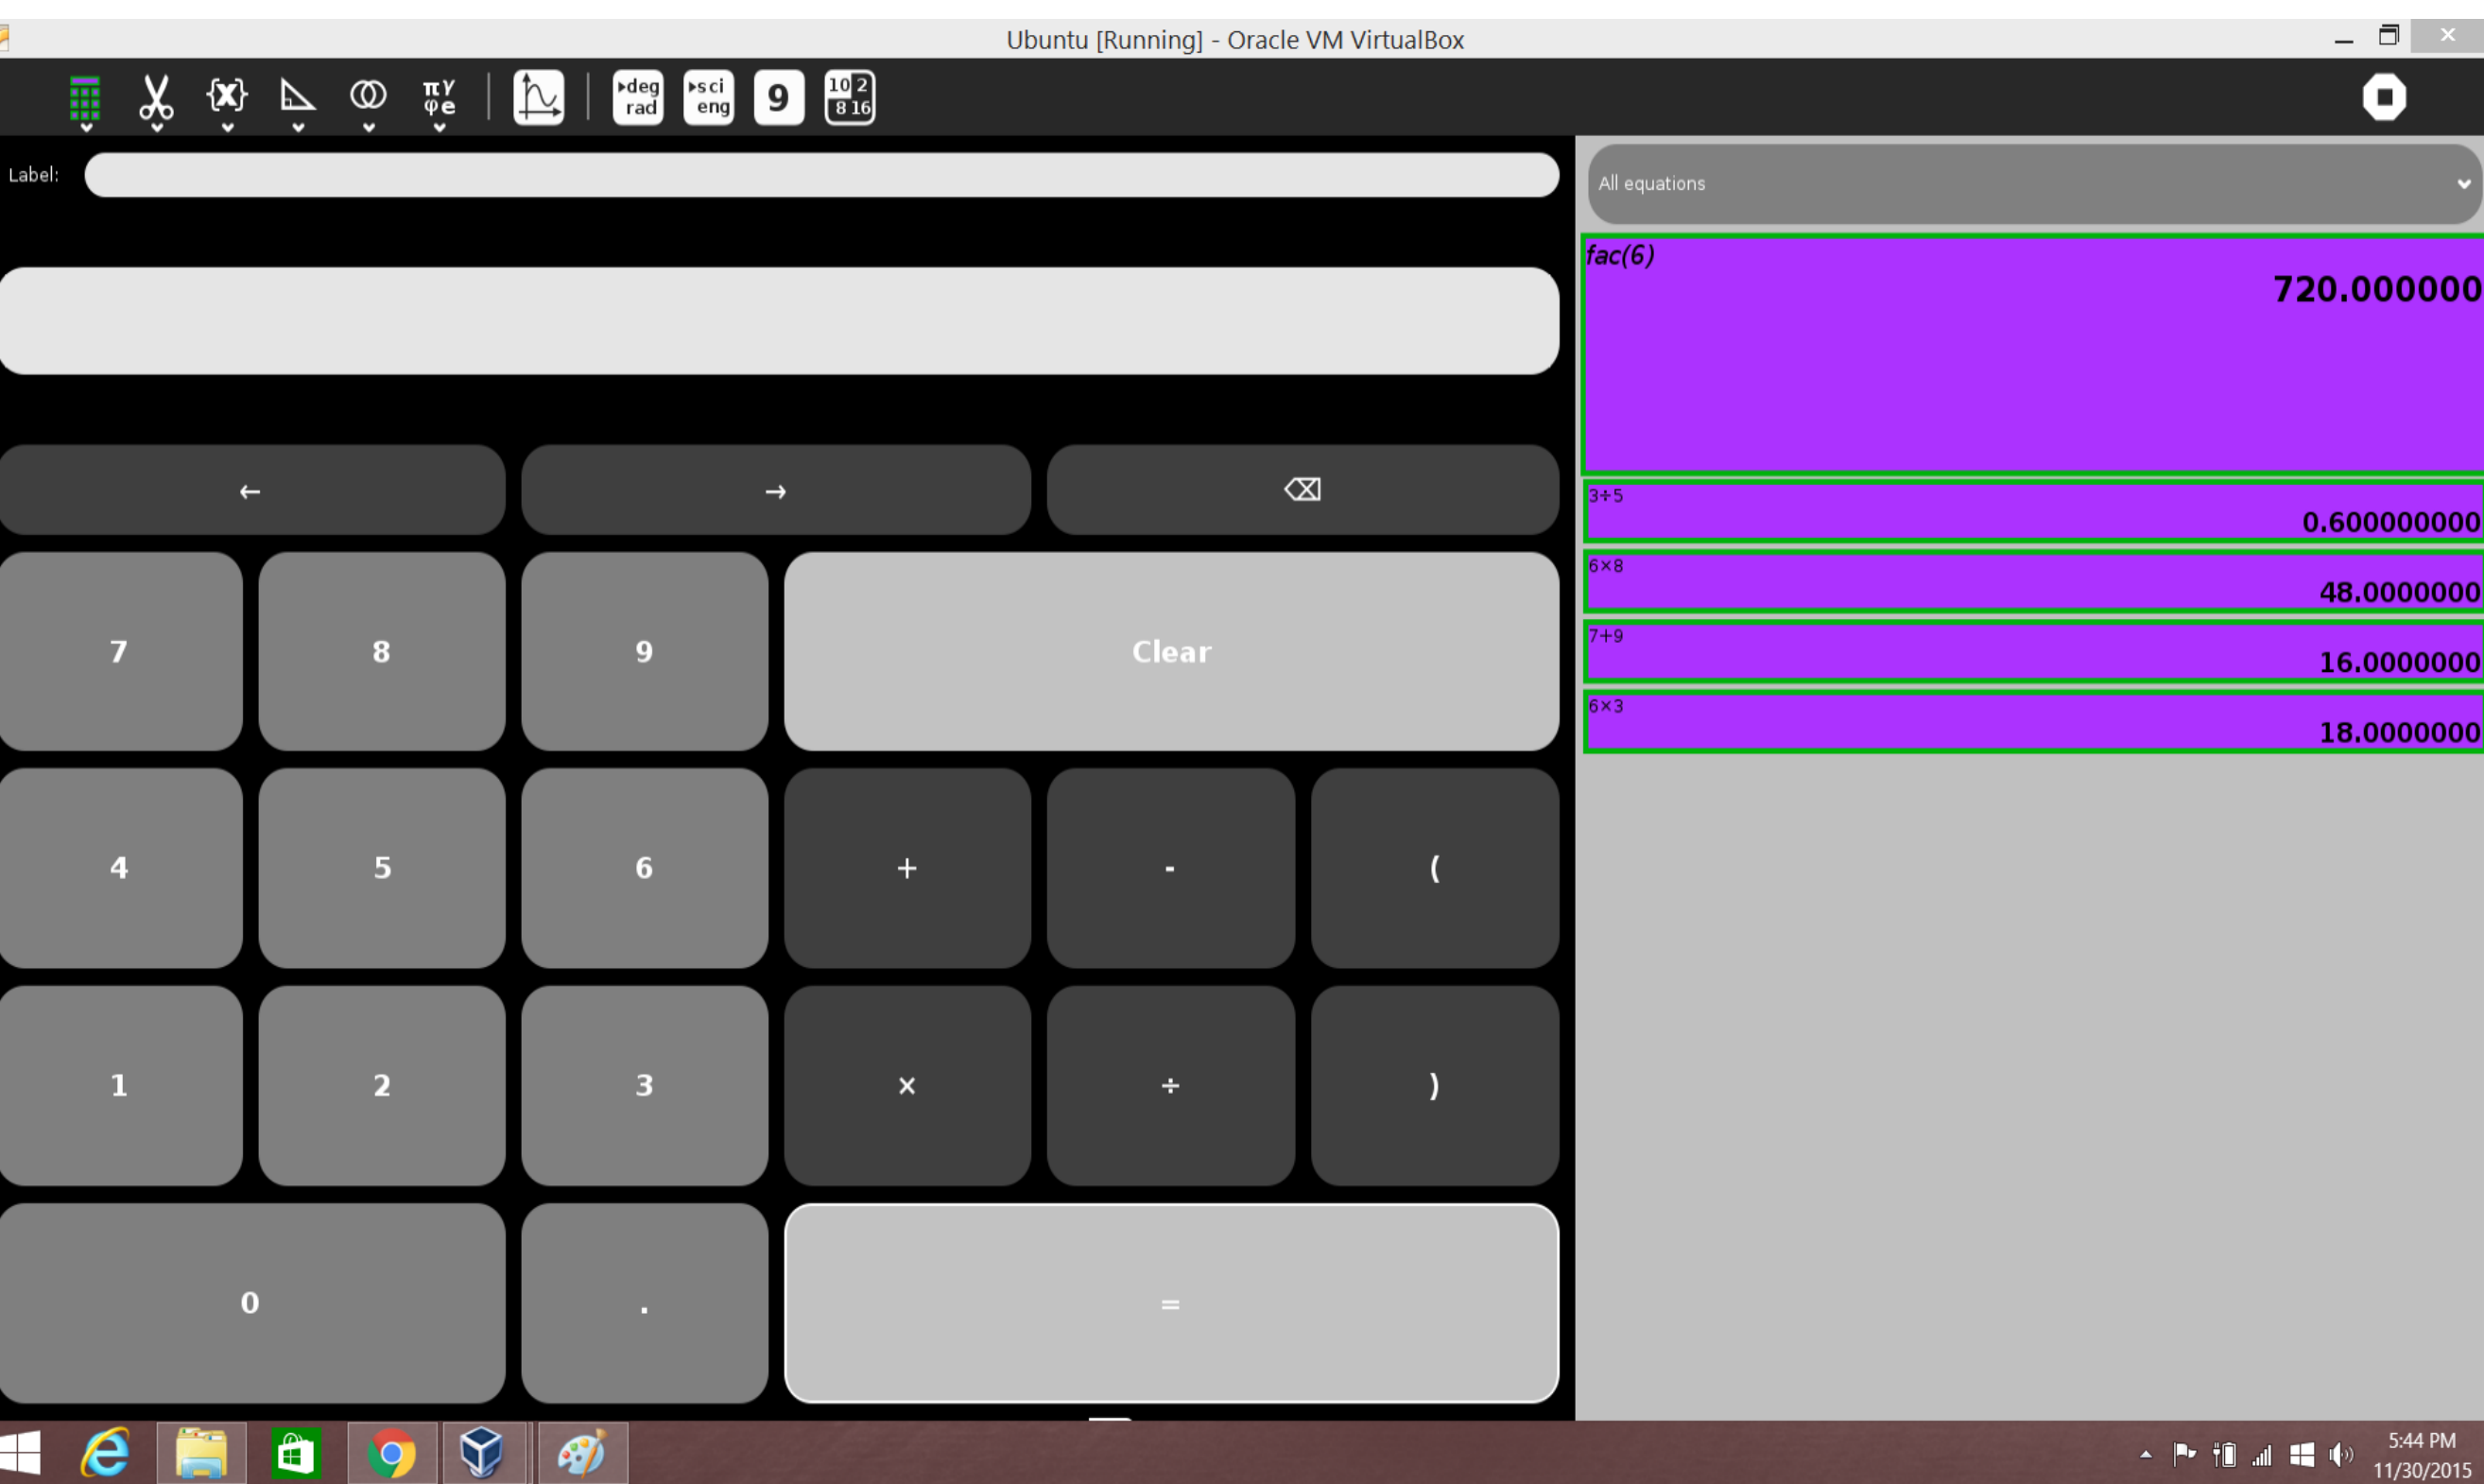 Ubuntu [Running] - Oracle VM VirtualBox
{x} πγ φe ▸deg rad ▸sci eng 9 10 2 8 16
Label:
All equations
fac(6)
720.000000
3÷5
0.600000000
6×8
48.0000000
7+9
16.0000000
6×3
18.0000000
← → ⌫
7 8 9 Clear
4 5 6 + - (
1 2 3 × ÷ )
0 . =
5:44 PM
11/30/2015